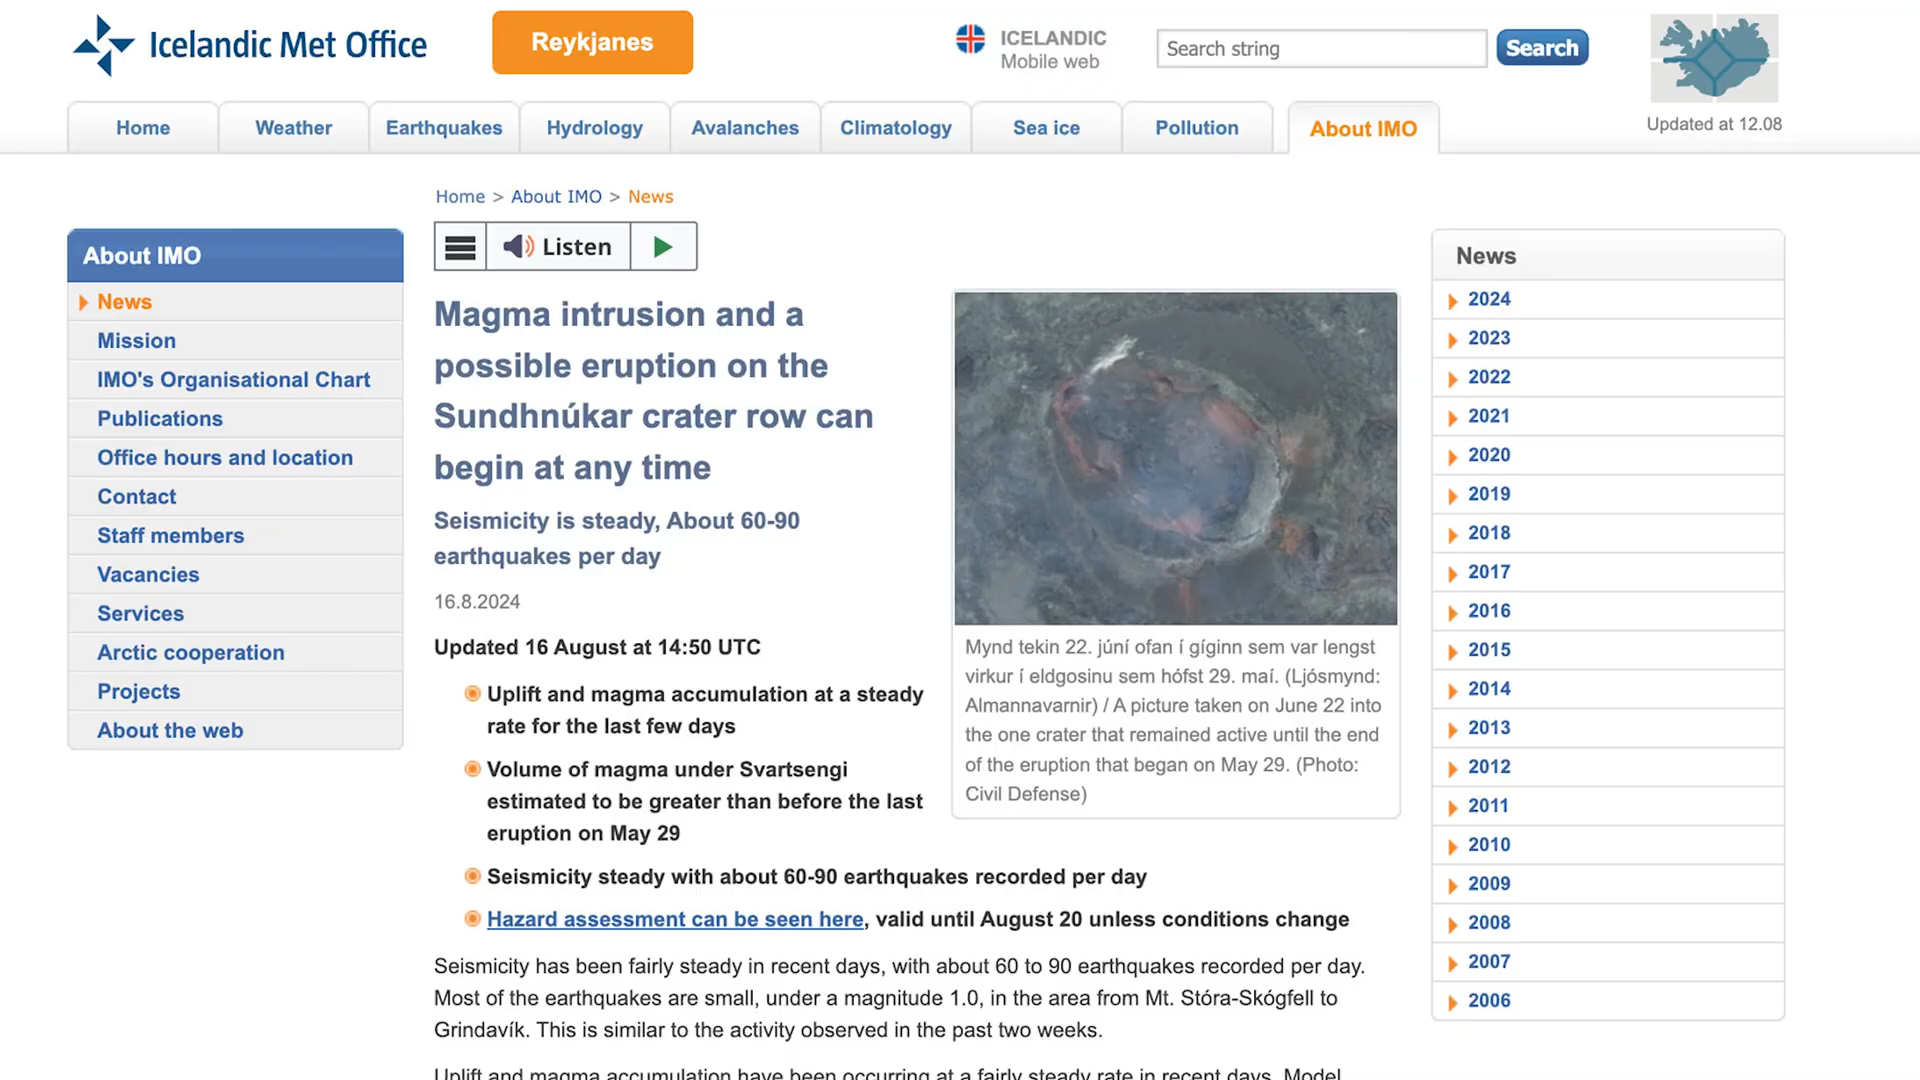 Icelandic Met Office
Reykjanes
ICELANDIC
Mobile web
Search string
Search
Updated at 12.08
Home
Weather
Earthquakes
Hydrology
Avalanches
Climatology
Sea ice
Pollution
About IMO
Home > About IMO > News
Listen
About IMO
News
Mission
IMO's Organisational Chart
Publications
Office hours and location
Contact
Staff members
Vacancies
Services
Arctic cooperation
Projects
About the web
Magma intrusion and a
possible eruption on the
Sundhnúkar crater row can
begin at any time
Seismicity is steady, About 60-90
earthquakes per day
16.8.2024
Updated 16 August at 14:50 UTC
Uplift and magma accumulation at a steady
rate for the last few days
Volume of magma under Svartsengi
estimated to be greater than before the last
eruption on May 29
Seismicity steady with about 60-90 earthquakes recorded per day
Hazard assessment can be seen here, valid until August 20 unless conditions change
Seismicity has been fairly steady in recent days, with about 60 to 90 earthquakes recorded per day.
Most of the earthquakes are small, under a magnitude 1.0, in the area from Mt. Stóra-Skógfell to
Grindavík. This is similar to the activity observed in the past two weeks.
Uplift and magma accumulation have been occurring at a fairly steady rate in recent days. Model
Mynd tekin 22. júní ofan í gíginn sem var lengst
virkur í eldgosinu sem hófst 29. maí. (Ljósmynd:
Almannavarnir) / A picture taken on June 22 into
the one crater that remained active until the end
of the eruption that began on May 29. (Photo:
Civil Defense)
News
2024
2023
2022
2021
2020
2019
2018
2017
2016
2015
2014
2013
2012
2011
2010
2009
2008
2007
2006